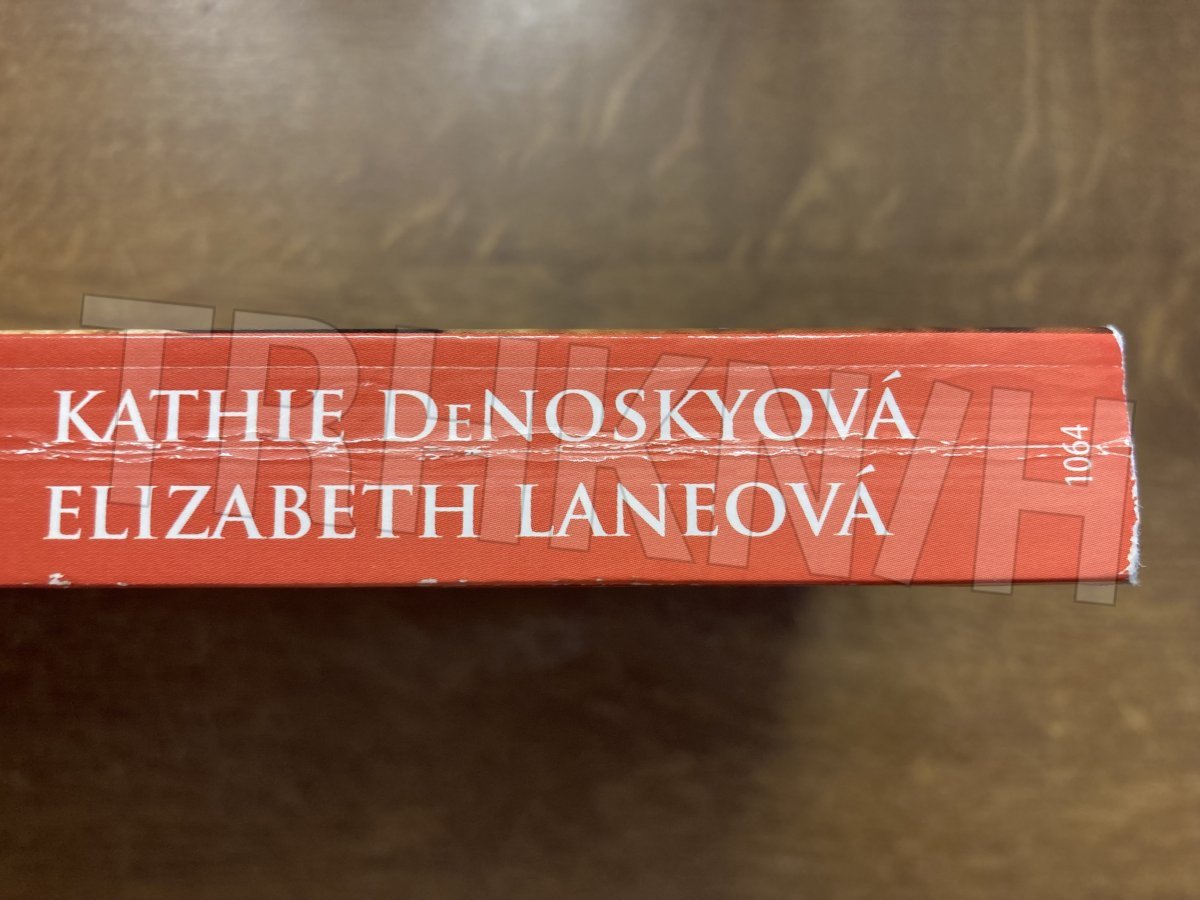 KATHIE DeNOSKYOVÁ
ELIZABETH LANEOVÁ
1064
TRHKNIH